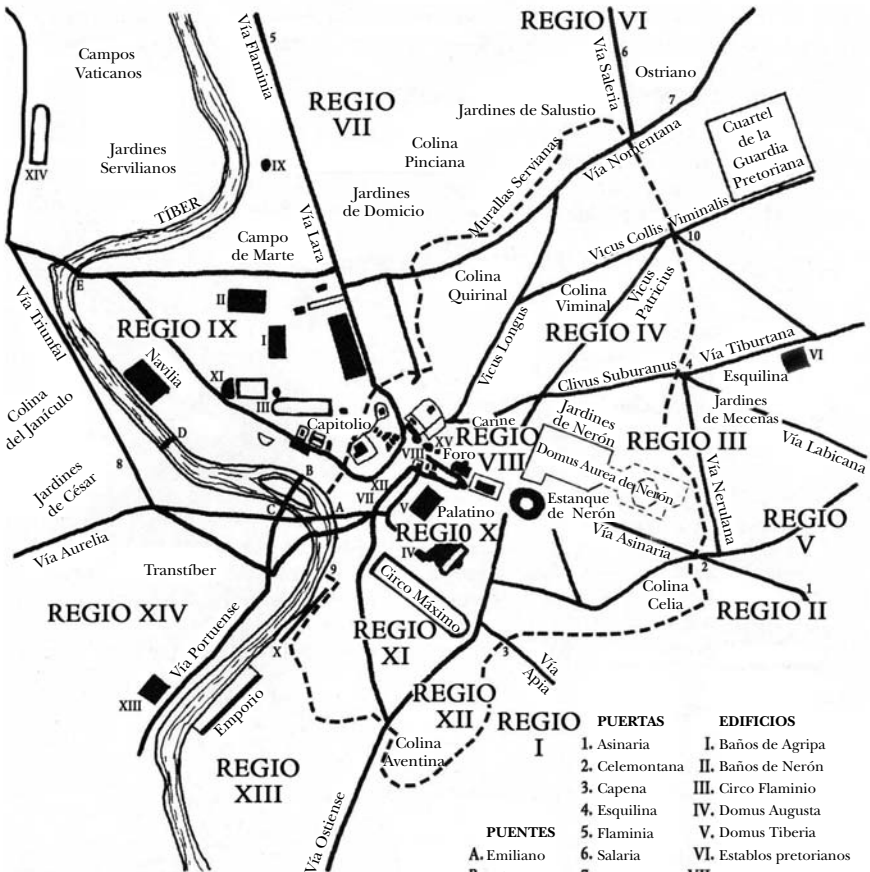 REGIO VI
Campos
Vaticanos
Vía Flaminia
5
Vía Saleria
6
Ostriano
7
REGIO
VII
Jardines de Salustio
Cuartel
de la
Guardia
Pretoriana
Colina
Pinciana
Murallas Servianas
Vía Nomentana
Jardines
Servilianos
XIV
IX
TÍBER
Jardines
de Domicio
Vía Lara
Campo
de Marte
Vicus Collis Viminalis
10
E
Colina
Quirinal
Colina
Viminal
Vicus
Patricius
II
Vía Triunfal
REGIO IX
I
REGIO IV
Vicus Longus
Vía Tiburtana
VI
Navilia
Clivus Suburanus
4
Esquilina
XI
III
Capitolio
Carine
Jardines
de Nerón
Jardines
de Mecenas
Colina
del Janículo
D
XV
REGIO
VIII
REGIO III
Vía Labicana
VIII
Foro
Domus Aurea de Nerón
8
B
XII
VII
Jardines
de César
C
A
V
Palatino
Estanque
de Nerón
Vía Nerulana
REGIO
V
Vía Aurelia
REGI0 X
Vía Asinaria
IV
2
Transtíber
9
Circo Máximo
Colina
Celia
1
REGIO II
REGIO XIV
REGIO
XI
X
3
Vía
Apia
Vía Portuense
XIII
Emporio
REGIO
XII
REGIO
I
Colina
Aventina
REGIO
XIII
Vía Ostiense
PUENTES
A. Emiliano
PUERTAS
1. Asinaria
2. Celemontana
3. Capena
4. Esquilina
5. Flaminia
6. Salaria
EDIFICIOS
I. Baños de Agripa
II. Baños de Nerón
III. Circo Flaminio
IV. Domus Augusta
V. Domus Tiberia
VI. Establos pretorianos